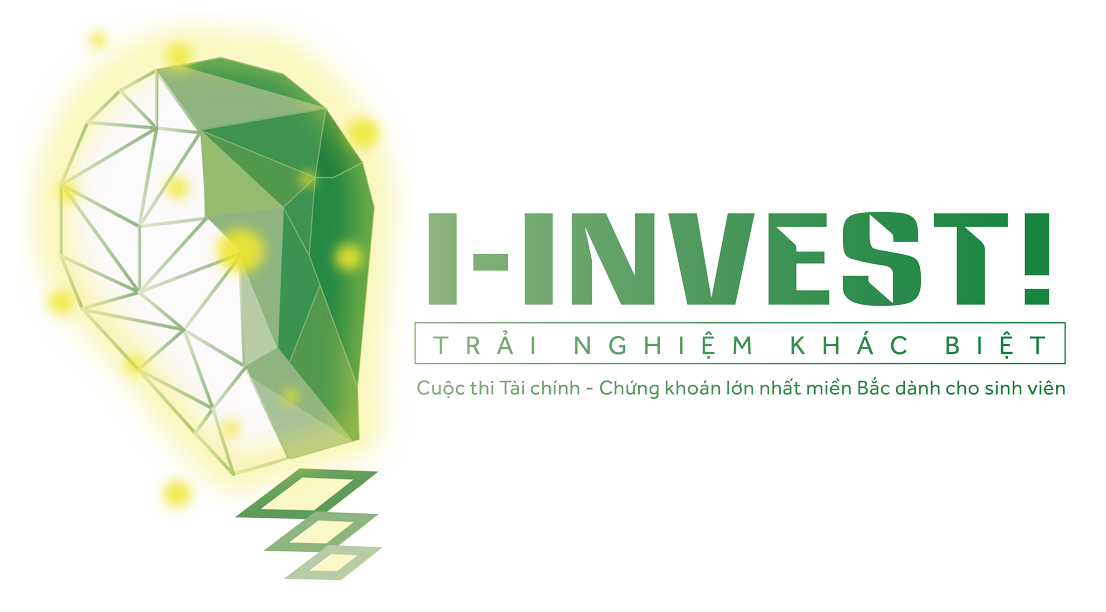 I-INVEST!
TRẢI NGHIỆM KHÁC BIỆT
Cuộc thi Tài chính - Chứng khoán lớn nhất miền Bắc dành cho sinh viên